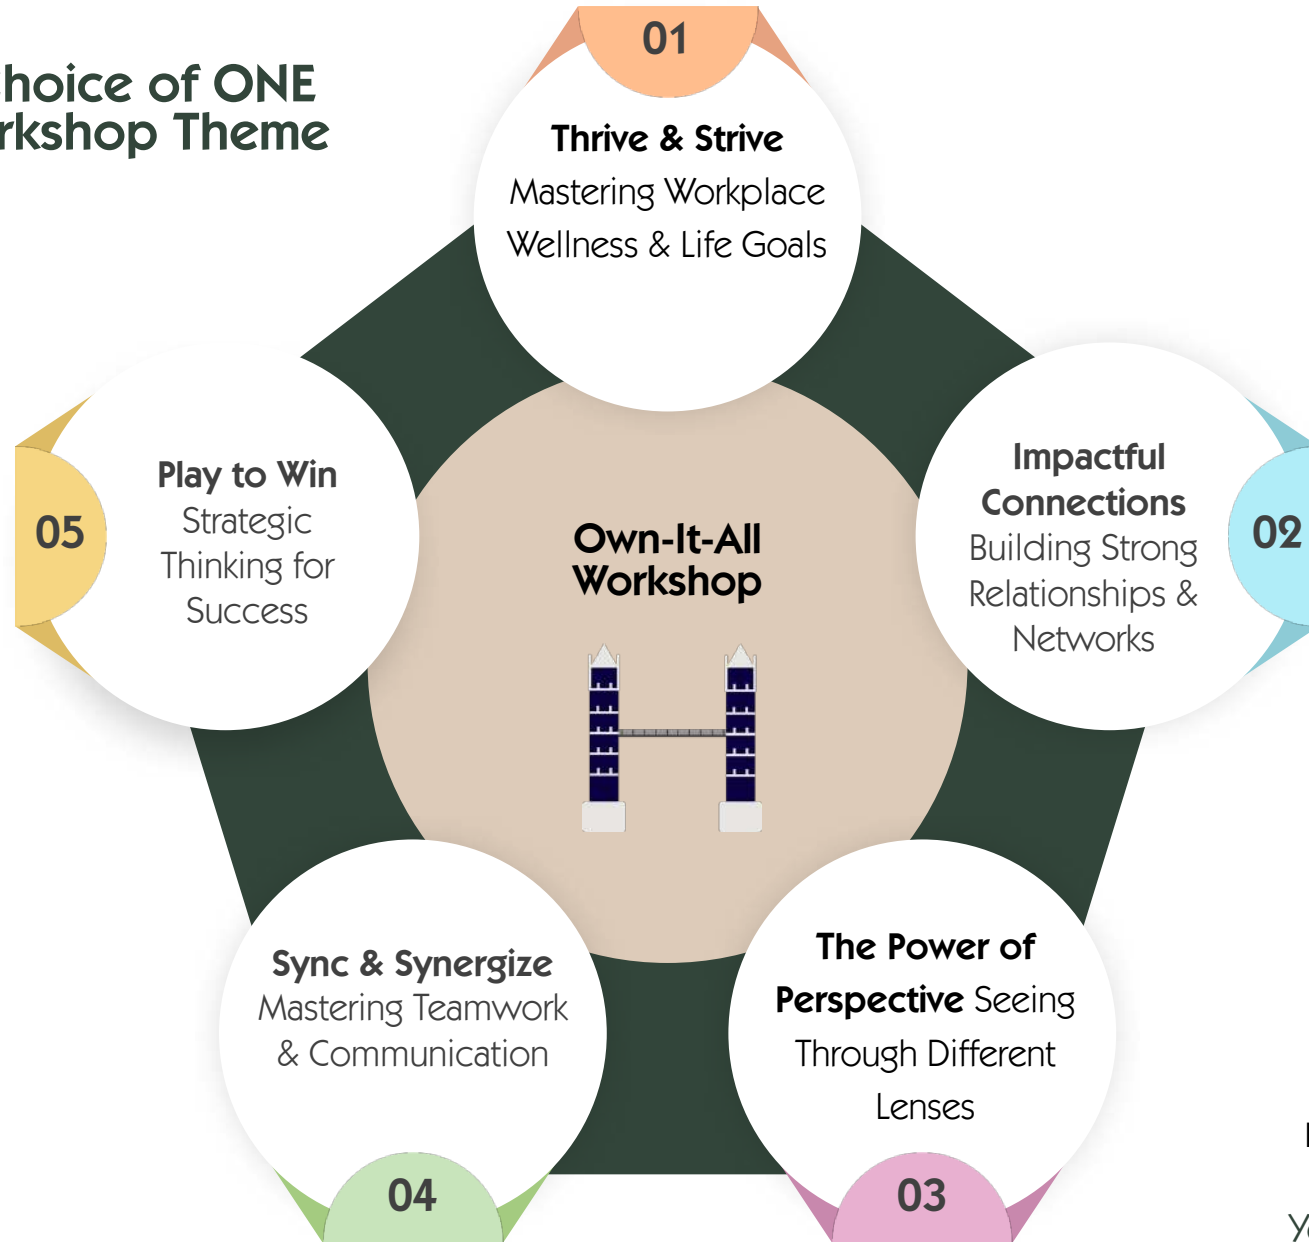 hoice of ONE
rkshop Theme
01
Thrive & Strive
Mastering Workplace
Wellness & Life Goals
Impactful
Connections
Building Strong
Relationships &
Networks
02
The Power of
Perspective Seeing
Through Different
Lenses
03
Sync & Synergize
Mastering Teamwork
& Communication
04
Play to Win
Strategic
Thinking for
Success
05
Own-It-All
Workshop